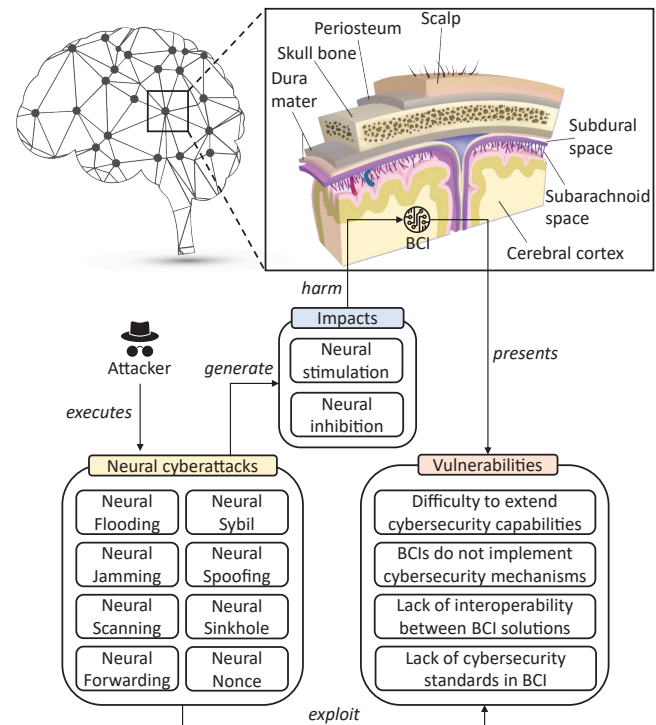 Scalp
Periosteum
Skull bone
Dura
mater
Subdural
space
Subarachnoid
space
BCI
Cerebral cortex
harm
Impacts
Neural
stimulation
Neural
inhibition
generate
presents
Attacker
executes
Neural cyberattacks
Neural
Flooding
Neural
Sybil
Neural
Jamming
Neural
Spoofing
Neural
Scanning
Neural
Sinkhole
Neural
Forwarding
Neural
Nonce
Vulnerabilities
Difficulty to extend
cybersecurity capabilities
BCIs do not implement
cybersecurity mechanisms
Lack of interoperability
between BCI solutions
Lack of cybersecurity
standards in BCI
exploit